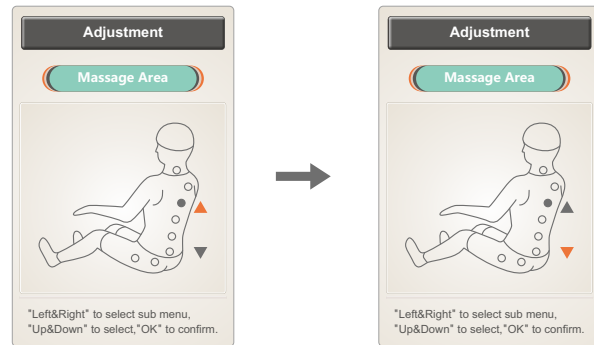 Adjustment
Massage Area
"Left&Right" to select sub menu,
"Up&Down" to select,"OK" to confirm.
Adjustment
Massage Area
"Left&Right" to select sub menu,
"Up&Down" to select,"OK" to confirm.